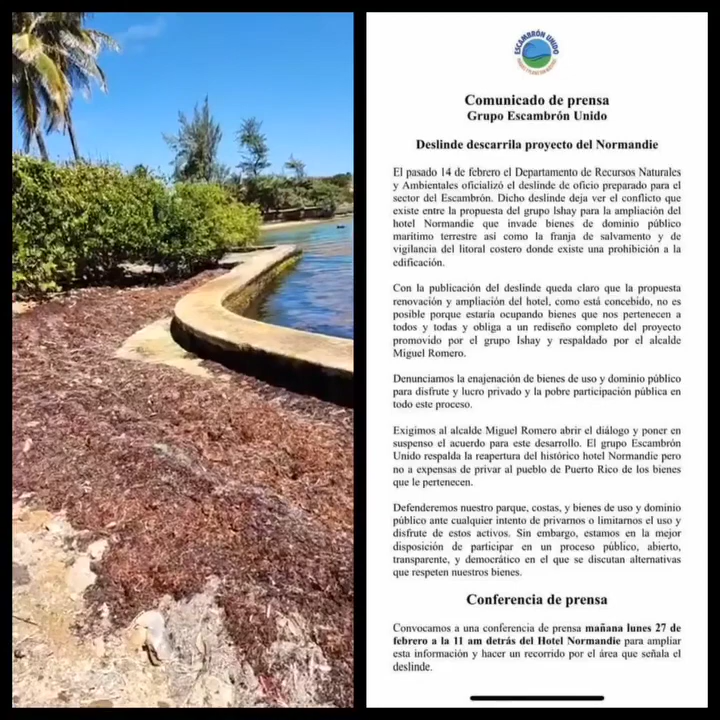 ESCAMBRÓN UNIDO
Comunicado de prensa
Grupo Escambrón Unido
Deslinde descarrila proyecto del Normandie
El pasado 14 de febrero el Departamento de Recursos Naturales
y Ambientales oficializó el deslinde de oficio preparado para el
sector del Escambrón. Dicho deslinde deja ver el conflicto que
existe entre la propuesta del grupo Ishay para la ampliación del
hotel Normandie que invade bienes de dominio público
marítimo terrestre así como la franja de salvamento y de
vigilancia del litoral costero donde existe una prohibición a la
edificación.
Con la publicación del deslinde queda claro que la propuesta
renovación y ampliación del hotel, como está concebido, no es
posible porque estaría ocupando bienes que nos pertenecen a
todos y todas y obliga a un rediseño completo del proyecto
promovido por el grupo Ishay y respaldado por el alcalde
Miguel Romero.
Denunciamos la enajenación de bienes de uso y dominio público
para disfrute y lucro privado y la pobre participación pública en
todo este proceso.
Exigimos al alcalde Miguel Romero abrir el diálogo y poner en
suspenso el acuerdo para este desarrollo. El grupo Escambrón
Unido respalda la reapertura del histórico hotel Normandie pero
no a expensas de privar al pueblo de Puerto Rico de los bienes
que le pertenecen.
Defenderemos nuestro parque, costas, y bienes de uso y dominio
público ante cualquier intento de privarnos o limitarnos el uso y
disfrute de estos activos. Sin embargo, estamos en la mejor
disposición de participar en un proceso público, abierto,
transparente, y democrático en el que se discutan alternativas
que respeten nuestros bienes.
Conferencia de prensa
Convocamos a una conferencia de prensa mañana lunes 27 de
febrero a la 11 am detrás del Hotel Normandie para ampliar
esta información y hacer un recorrido por el área que señala el
deslinde.